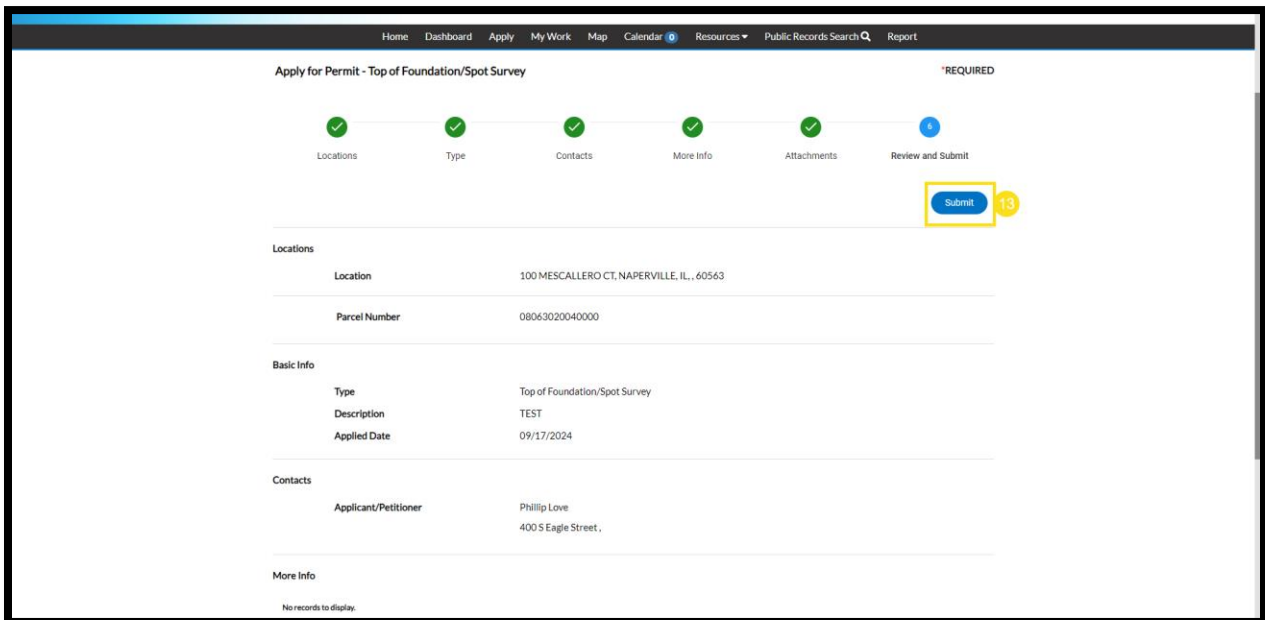 Home Dashboard Apply My Work Map Calendar 0 Resources Public Records Search Report
Apply for Permit - Top of Foundation/Spot Survey *REQUIRED
6
Locations Type Contacts More Info Attachments Review and Submit
Submit 13
Locations
Location 100 MESCALLERO CT, NAPERVILLE, IL, , 60563
Parcel Number 08063020040000
Basic Info
Type Top of Foundation/Spot Survey
Description TEST
Applied Date 09/17/2024
Contacts
Applicant/Petitioner Phillip Love
400 S Eagle Street ,
More Info
No records to display.